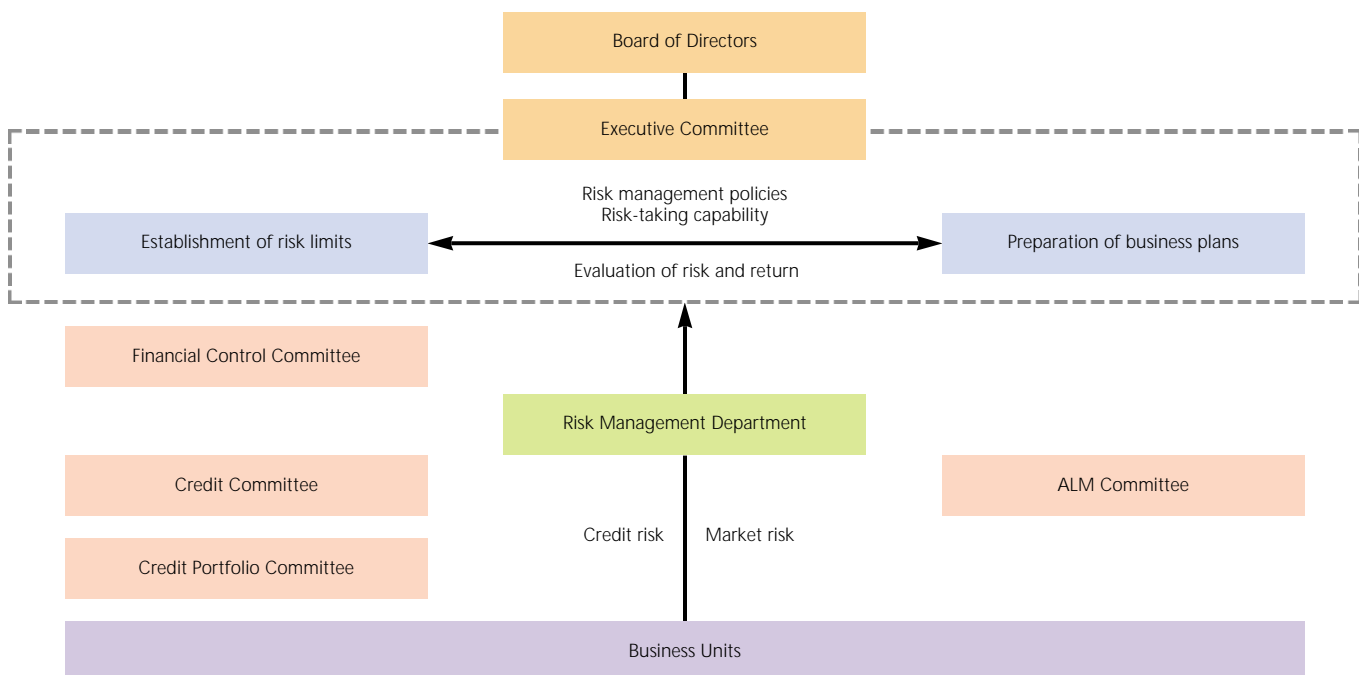 Board of Directors
Executive Committee
Risk management policies
Risk-taking capability
Establishment of risk limits
Preparation of business plans
Evaluation of risk and return
Financial Control Committee
Risk Management Department
Credit Committee
ALM Committee
Credit risk
Market risk
Credit Portfolio Committee
Business Units